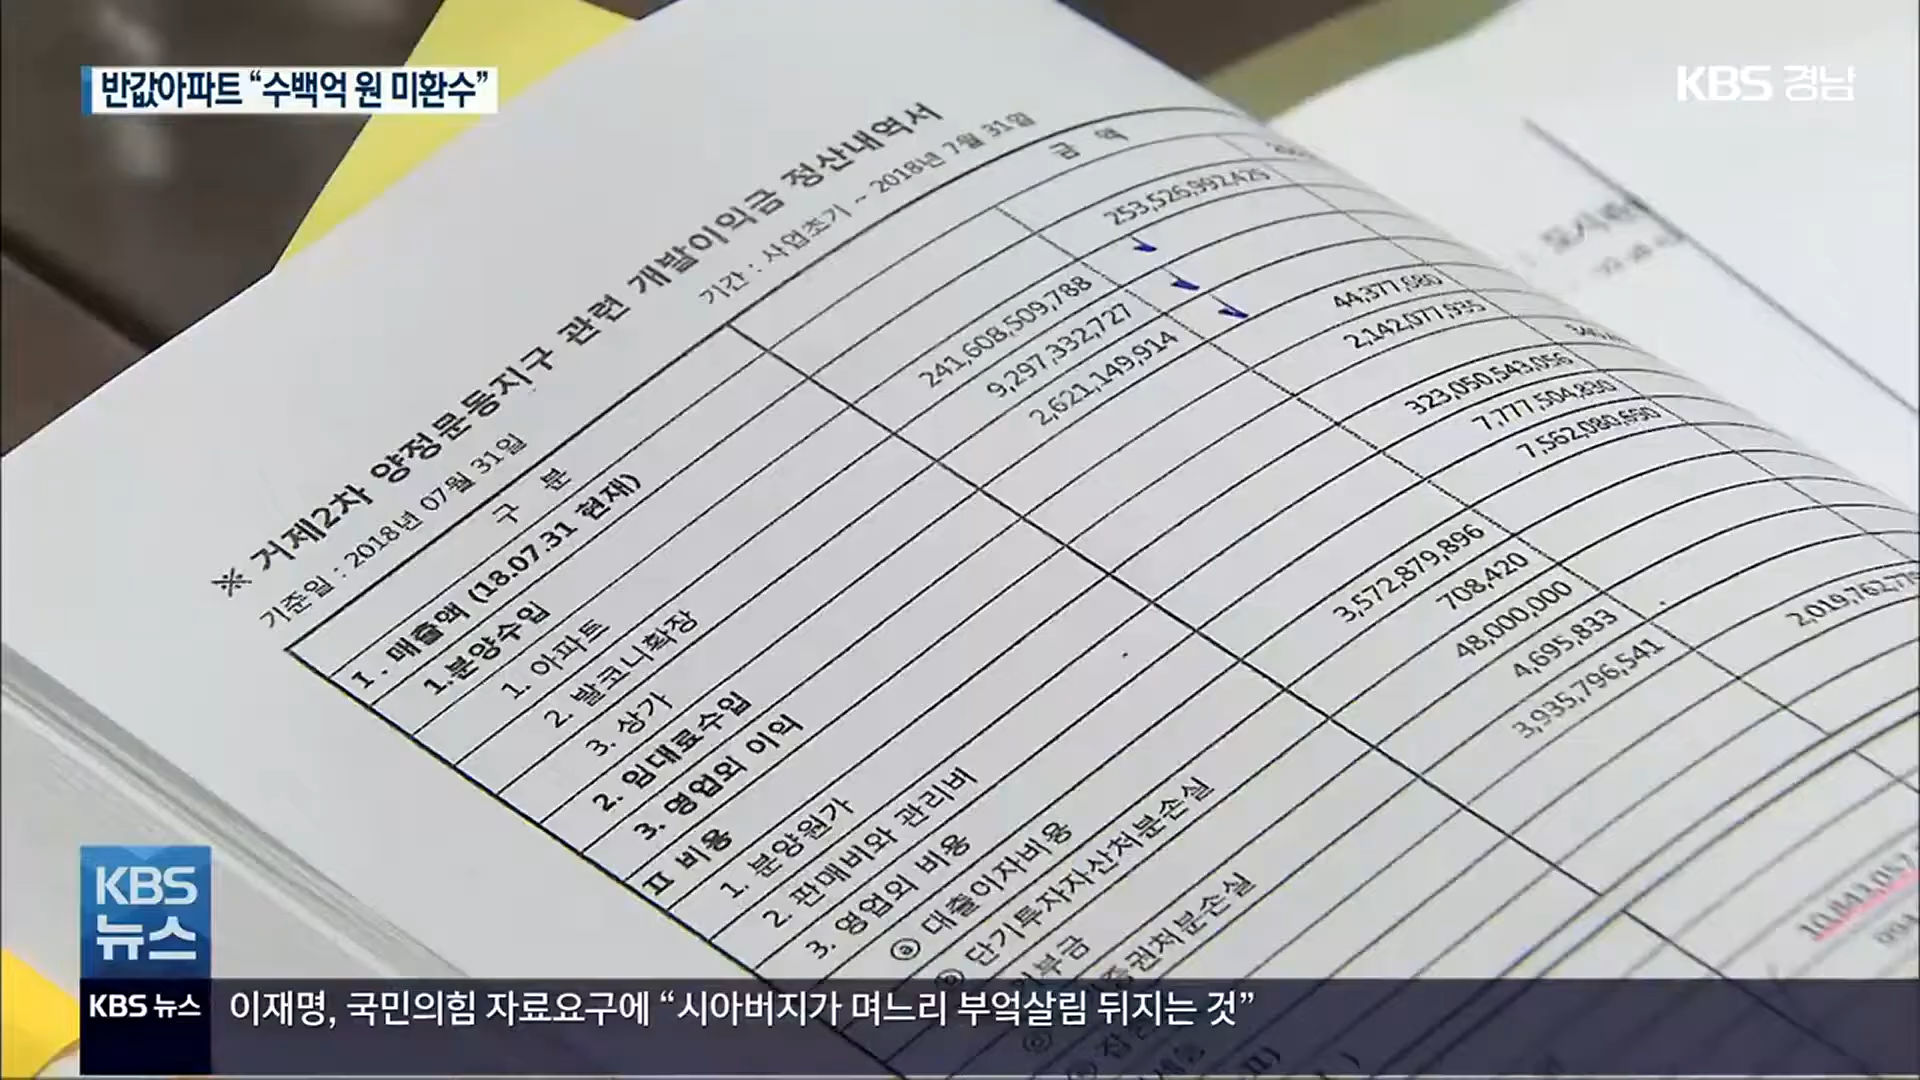 반값아파트 “수백억 원 미환수”
KBS 경남
※ 거제2차 양정문동지구 관련 개발이익금 정산내역서
기준일 : 2018년 07월 31일
기간 : 사업초기 ~ 2018년 7월 31일
구 분
금 액
Ⅰ. 매출액 (18.07.31 현재)
253,526,992,425
1.분양수입
1. 아파트
241,608,509,788
2. 발코니확장
9,297,332,727
3. 상가
2,621,149,914
2. 임대료수입
44,377,680
3. 영업외 이익
2,142,077,935
Ⅱ 비용
1. 분양원가
323,050,543,056
2. 판매비와 관리비
7,777,504,830
3. 영업외 비용
7,562,080,650
ⓐ 대출이자비용
3,572,879,896
단기투자자산처분손실
708,420
48,000,000
증권처분손실
4,695,833
3,935,796,541
KBS
뉴스
KBS 뉴스
이재명, 국민의힘 자료요구에 “시아버지가 며느리 부엌살림 뒤지는 것”